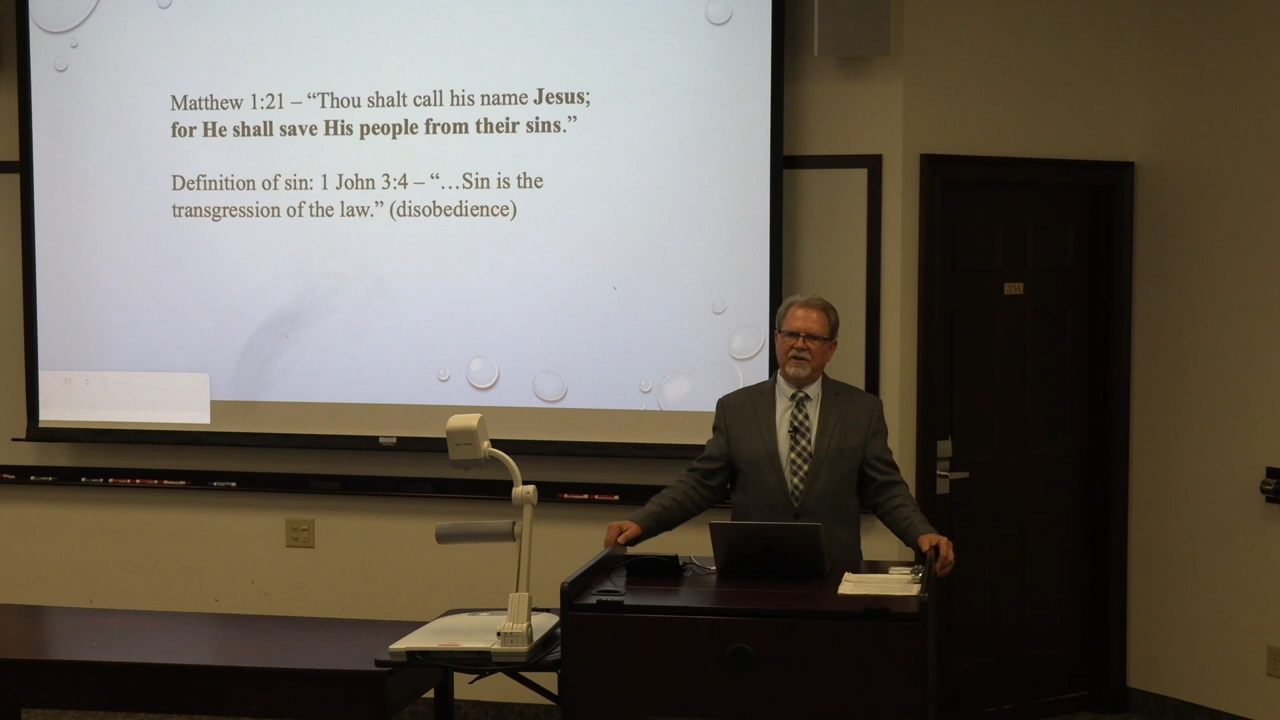 Matthew 1:21 – “Thou shalt call his name Jesus;
for He shall save His people from their sins.”
Definition of sin: 1 John 3:4 – “…Sin is the
transgression of the law.” (disobedience)